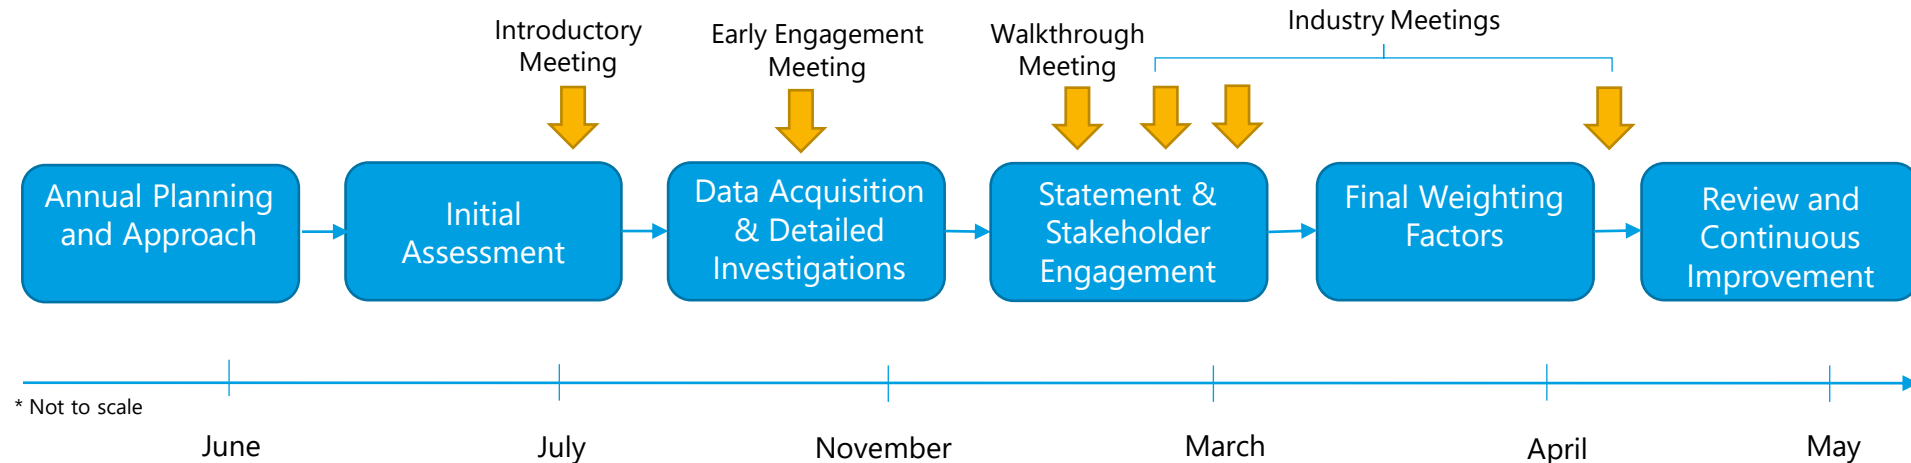 Introductory
Meeting
Early Engagement
Meeting
Walkthrough
Meeting
Industry Meetings
Annual Planning
and Approach
Initial
Assessment
Data Acquisition
& Detailed
Investigations
Statement &
Stakeholder
Engagement
Final Weighting
Factors
Review and
Continuous
Improvement
* Not to scale
June
July
November
March
April
May